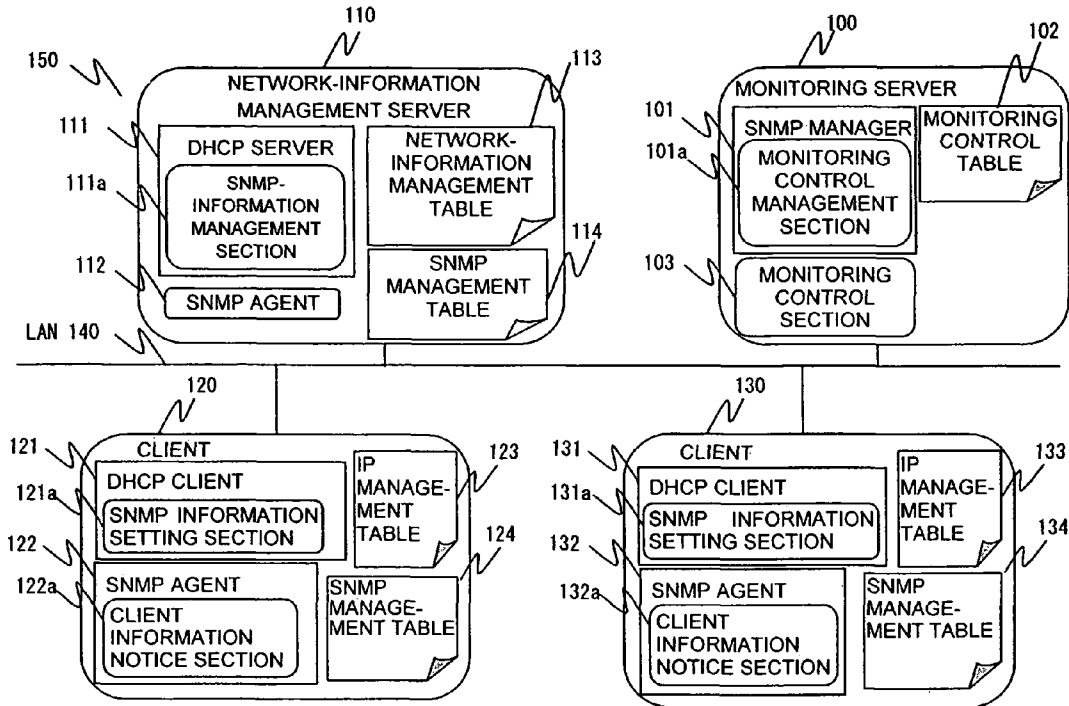 110
150
NETWORK-INFORMATION
MANAGEMENT SERVER
113
111
DHCP SERVER
111a
SNMP-
INFORMATION
MANAGEMENT
SECTION
NETWORK-
INFORMATION
MANAGEMENT
TABLE
114
112
SNMP AGENT
SNMP
MANAGEMENT
TABLE
100
102
MONITORING SERVER
101
SNMP MANAGER
101a
MONITORING
CONTROL
MANAGEMENT
SECTION
MONITORING
CONTROL
TABLE
103
MONITORING
CONTROL
SECTION
LAN 140
120
CLIENT
121
DHCP CLIENT
121a
SNMP INFORMATION
SETTING SECTION
IP
MANAGE-
MENT
TABLE
123
122
SNMP AGENT
122a
CLIENT
INFORMATION
NOTICE SECTION
124
SNMP
MANAGE-
MENT TABLE
130
CLIENT
131
DHCP CLIENT
131a
SNMP INFORMATION
SETTING SECTION
IP
MANAGE-
MENT
TABLE
133
132
SNMP AGENT
132a
CLIENT
INFORMATION
NOTICE SECTION
134
SNMP
MANAGE-
MENT TABLE